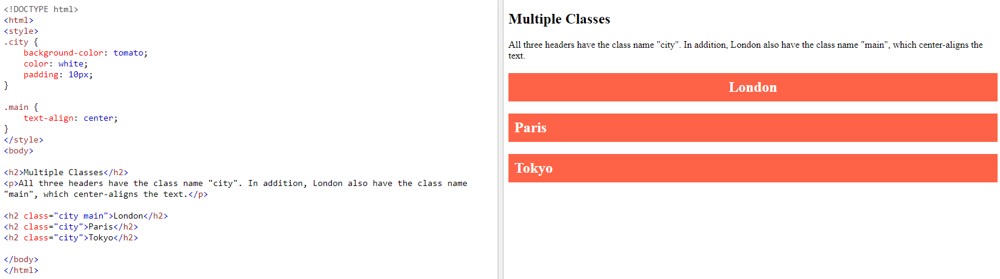 <!DOCTYPE html>
<html>
<style>
.city {
    background-color: tomato;
    color: white;
    padding: 10px;
}
.main {
    text-align: center;
}
</style>
<body>
<h2>Multiple Classes</h2>
<p>All three headers have the class name "city". In addition, London also have the class name
"main", which center-aligns the text.</p>
<h2 class="city main">London</h2>
<h2 class="city">Paris</h2>
<h2 class="city">Tokyo</h2>
</body>
</html>
Multiple Classes
All three headers have the class name "city". In addition, London also have the class name "main", which center-aligns the
text.
London
Paris
Tokyo